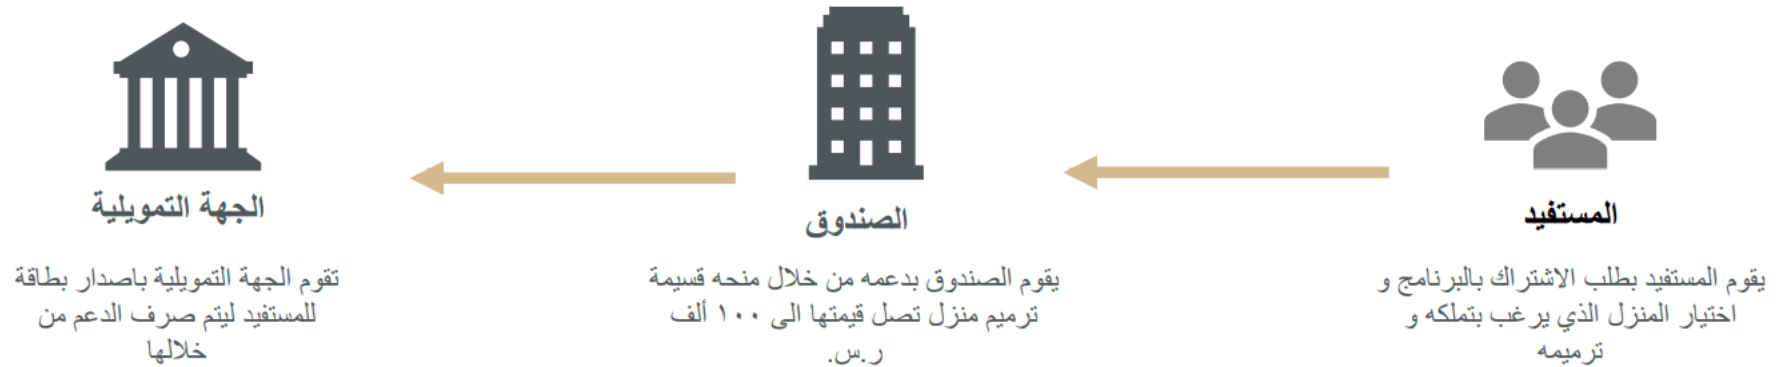 المستفيد
يقوم المستفيد بطلب الاشتراك بالبرنامج و
اختيار المنزل الذي يرغب بتملكه و
ترميمه
الصندوق
يقوم الصندوق بدعمه من خلال منحه قسيمة
ترميم منزل تصل قيمتها الى ١٠٠ ألف
ر.س.
الجهة التمويلية
تقوم الجهة التمويلية باصدار بطاقة
للمستفيد ليتم صرف الدعم من
خلالها